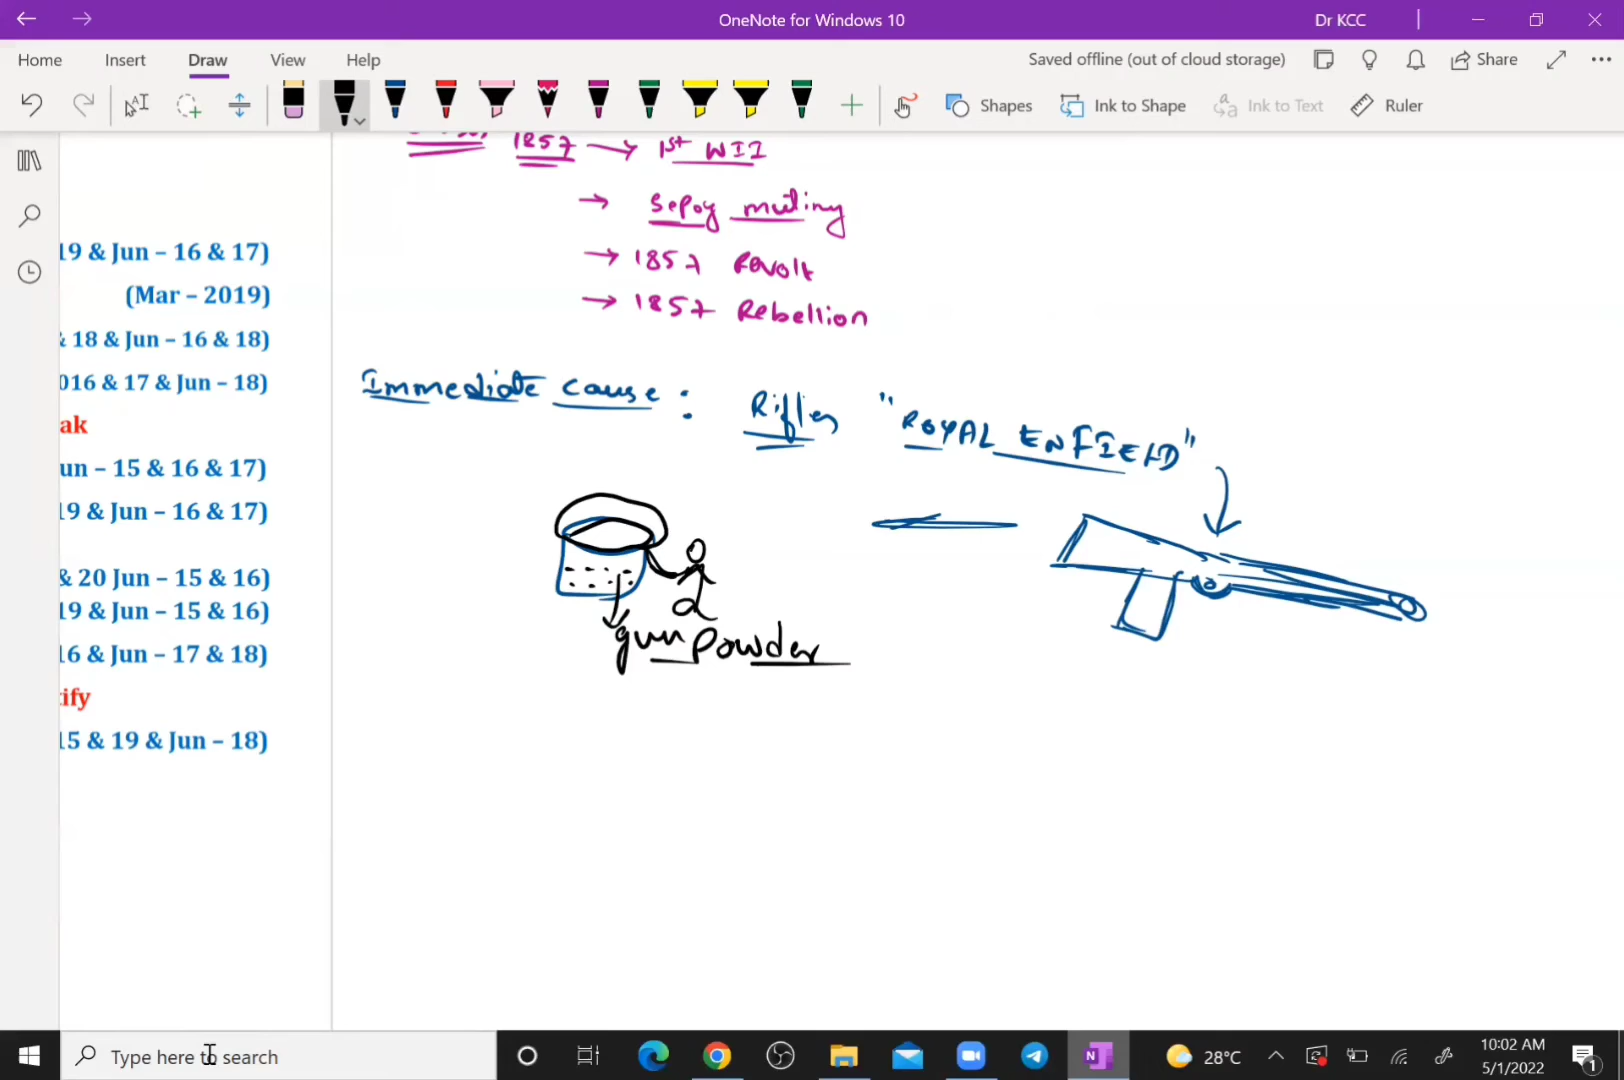 OneNote for Windows 10
Dr KCC
Home Insert Draw View Help
Saved offline (out of cloud storage)
Share
Shapes
Ink to Shape
Ink to Text
Ruler
1857 → 1st WII
→ Sepoy mutiny
→ 1857 Revolt
→ 1857 Rebellion
19 & Jun – 16 & 17)
(Mar – 2019)
& 18 & Jun – 16 & 18)
016 & 17 & Jun – 18)
ak
un – 15 & 16 & 17)
19 & Jun – 16 & 17)
& 20 Jun – 15 & 16)
19 & Jun – 15 & 16)
16 & Jun – 17 & 18)
tify
15 & 19 & Jun – 18)
Immediate cause : Rifles "ROYAL ENFIELD"
gun powder
Type here to search
28°C
10:02 AM
5/1/2022
1